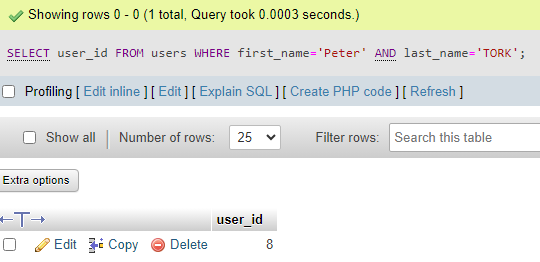 Showing rows 0 - 0 (1 total, Query took 0.0003 seconds.)
SELECT user_id FROM users WHERE first_name='Peter' AND last_name='TORK';
Profiling [ Edit inline ] [ Edit ] [ Explain SQL ] [ Create PHP code ] [ Refresh ]
Show all Number of rows: 25 Filter rows: Search this table
Extra options
←T→ user_id
Edit Copy Delete 8